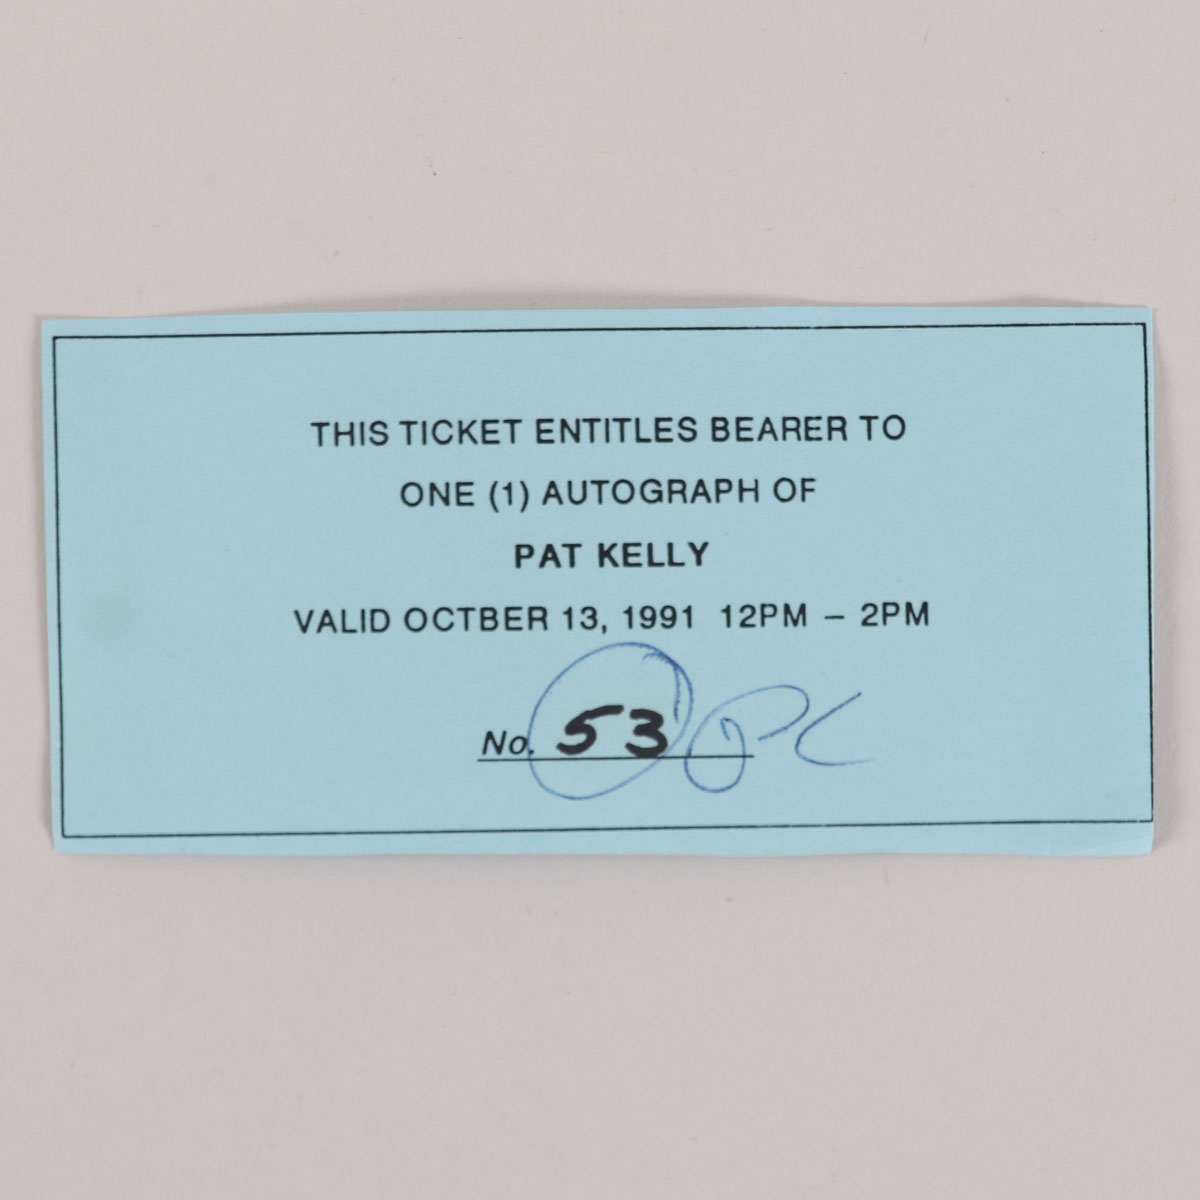 THIS TICKET ENTITLES BEARER TO
ONE (1) AUTOGRAPH OF
PAT KELLY
VALID OCTBER 13, 1991 12PM – 2PM
No. 53